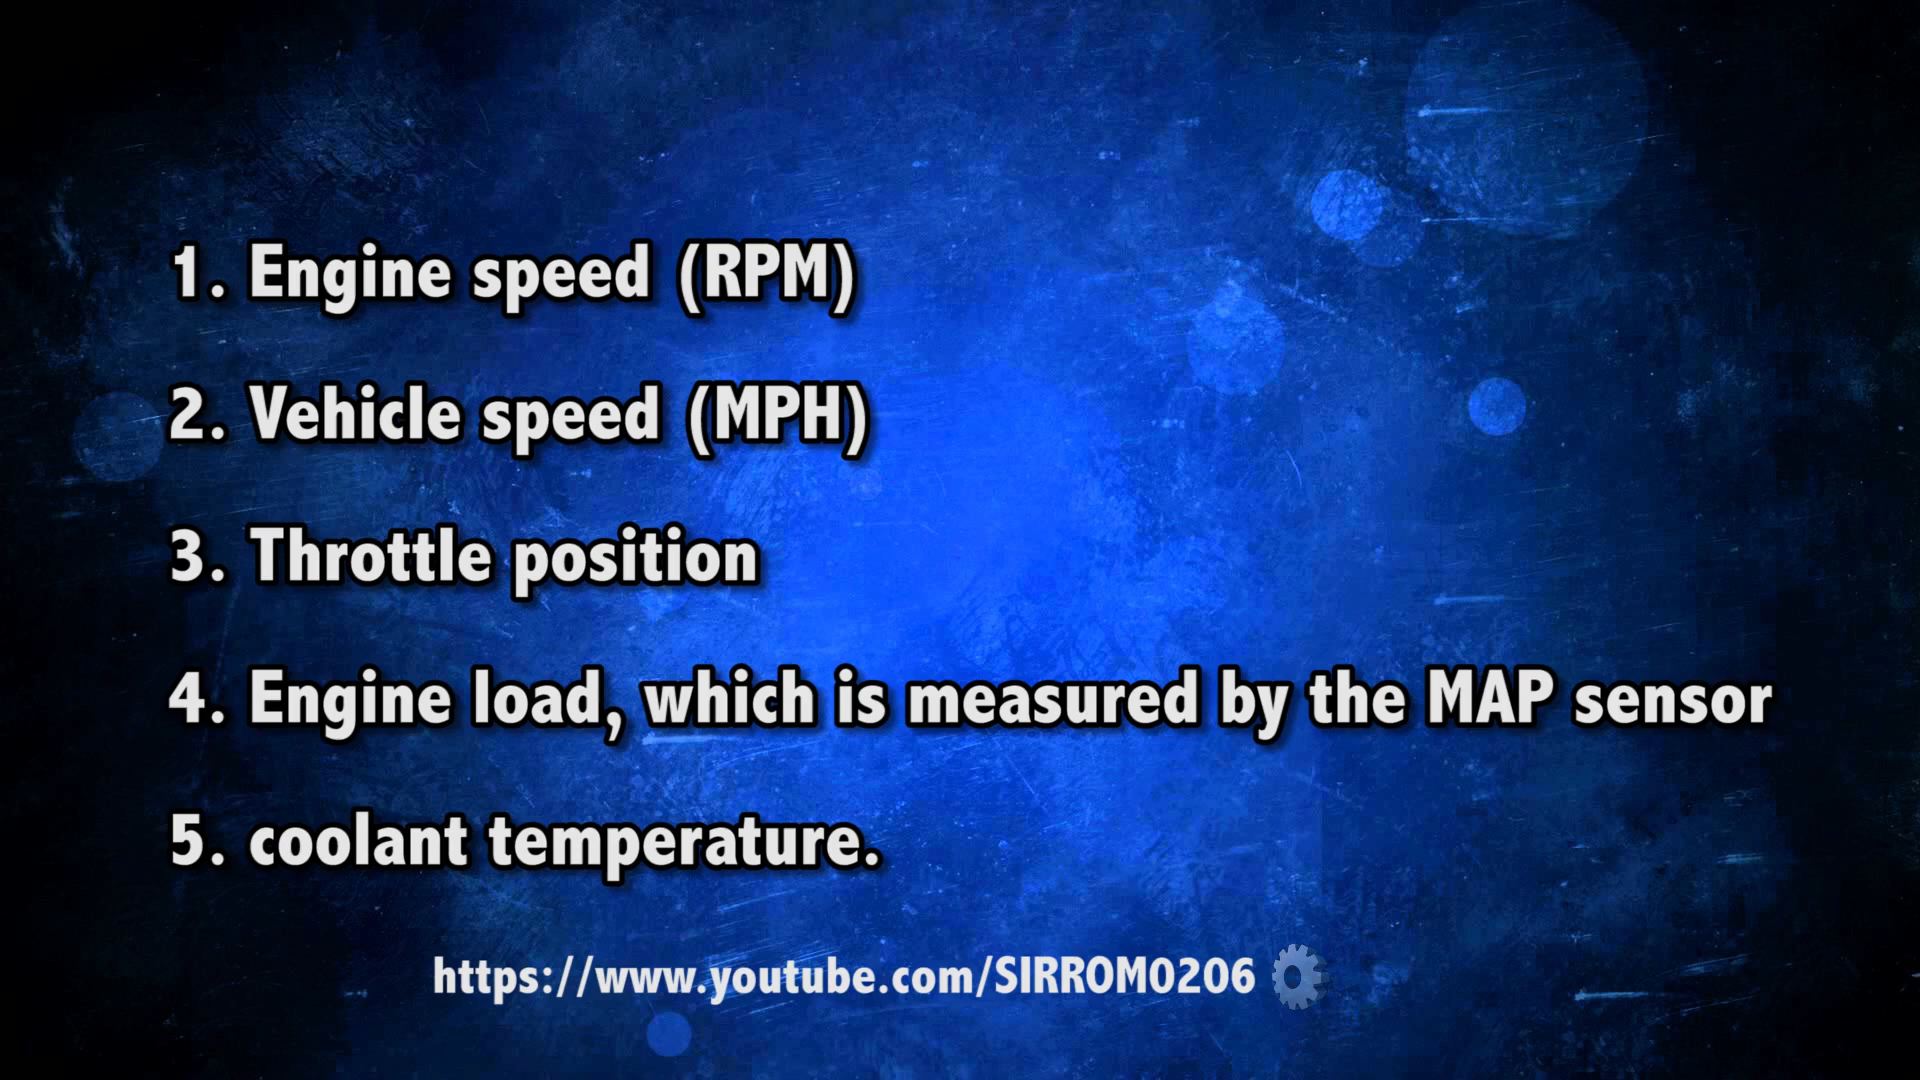 1. Engine speed (RPM)
2. Vehicle speed (MPH)
3. Throttle position
4. Engine load, which is measured by the MAP sensor
5. coolant temperature.
https://www.youtube.com/SIRROM0206